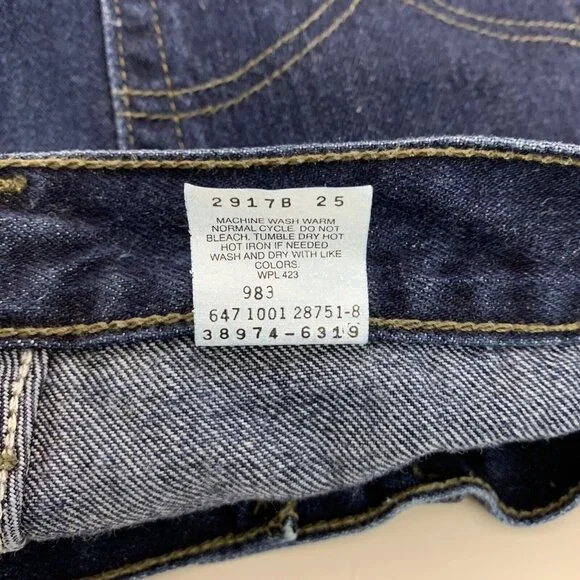 2917B 25
MACHINE WASH WARM
NORMAL CYCLE. DO NOT
BLEACH. TUMBLE DRY HOT
HOT IRON IF NEEDED
WASH AND DRY WITH LIKE
COLORS.
WPL 423
983
647 1001 28751-8
38974-6319